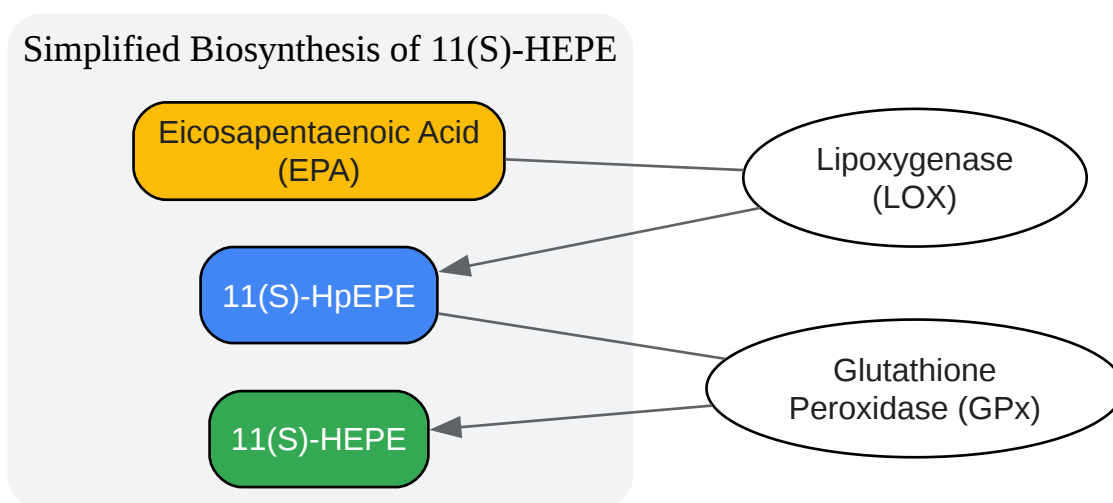 Simplified Biosynthesis of 11(S)-HEPE
Eicosapentaenoic Acid
(EPA)
Lipoxygenase
(LOX)
11(S)-HpEPE
Glutathione
Peroxidase (GPx)
11(S)-HEPE